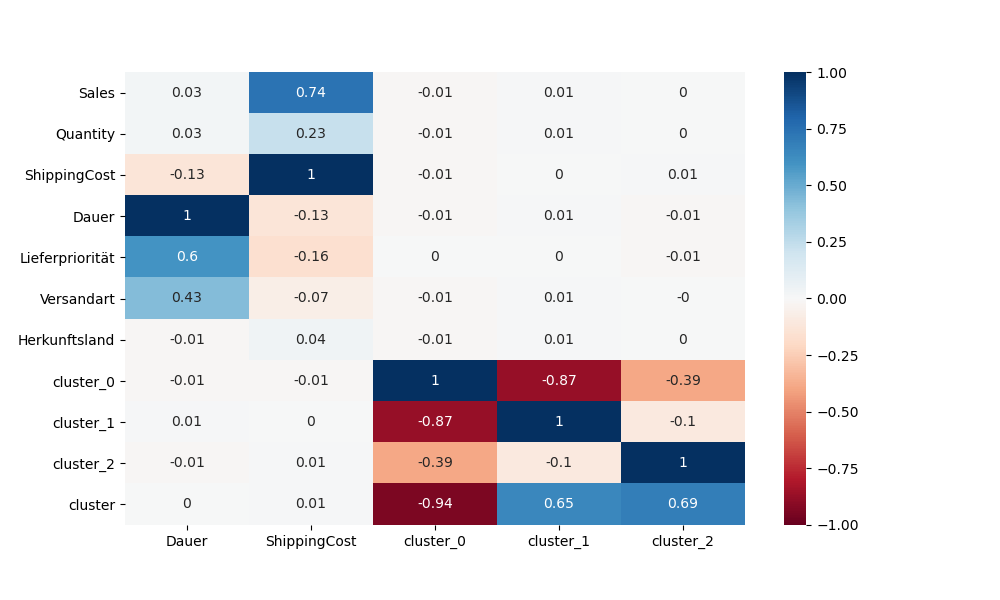 Sales 0.03 0.74 -0.01 0.01 0
Quantity 0.03 0.23 -0.01 0.01 0
ShippingCost -0.13 1 -0.01 0 0.01
Dauer 1 -0.13 -0.01 0.01 -0.01
Lieferpriorität 0.6 -0.16 0 0 -0.01
Versandart 0.43 -0.07 -0.01 0.01 -0
Herkunftsland -0.01 0.04 -0.01 0.01 0
cluster_0 -0.01 -0.01 1 -0.87 -0.39
cluster_1 0.01 0 -0.87 1 -0.1
cluster_2 -0.01 0.01 -0.39 -0.1 1
cluster 0 0.01 -0.94 0.65 0.69
Dauer ShippingCost cluster_0 cluster_1 cluster_2
1.00
0.75
0.50
0.25
0.00
−0.25
−0.50
−0.75
−1.00